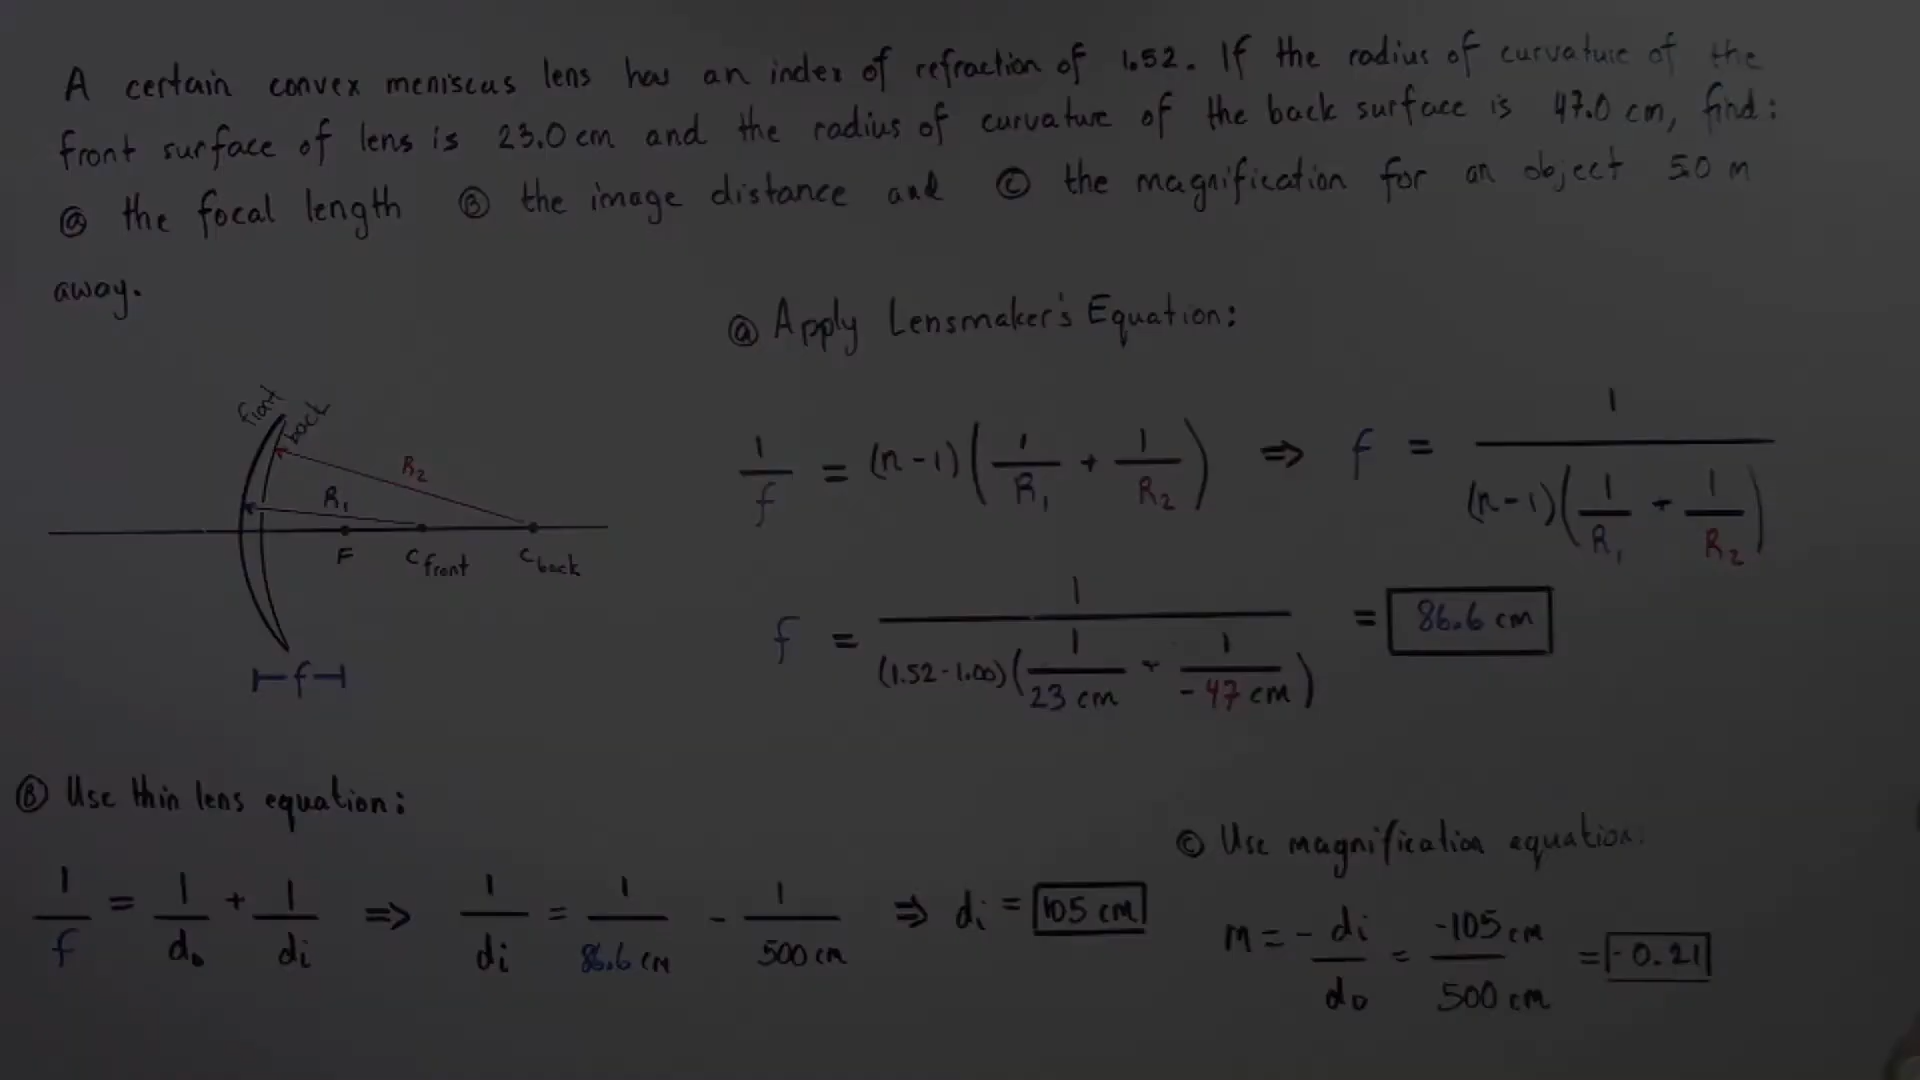 A certain convex meniscus lens has an index of refraction of 1.52. If the radius of curvature of the
front surface of lens is 23.0 cm and the radius of curvature of the back surface is 47.0 cm, find:
ⓐ the focal length Ⓑ the image distance and Ⓒ the magnification for an object 5.0 m
away.
ⓐ Apply Lensmaker's Equation:
front
back
R₂
R₁
F C front C back
f
1/f = (n-1)(1/R₁ + 1/R₂) ⇒ f = 1/((n-1)(1/R₁ + 1/R₂))
f = 1/((1.52-1.00)(1/23 cm + 1/-47 cm)) = 86.6 cm
Ⓑ Use thin lens equation:
1/f = 1/do + 1/di ⇒ 1/di = 1/86.6 cm - 1/500 cm ⇒ di = 105 cm
Ⓒ Use magnification equation.
m = - di/do = -105 cm/500 cm = -0.21